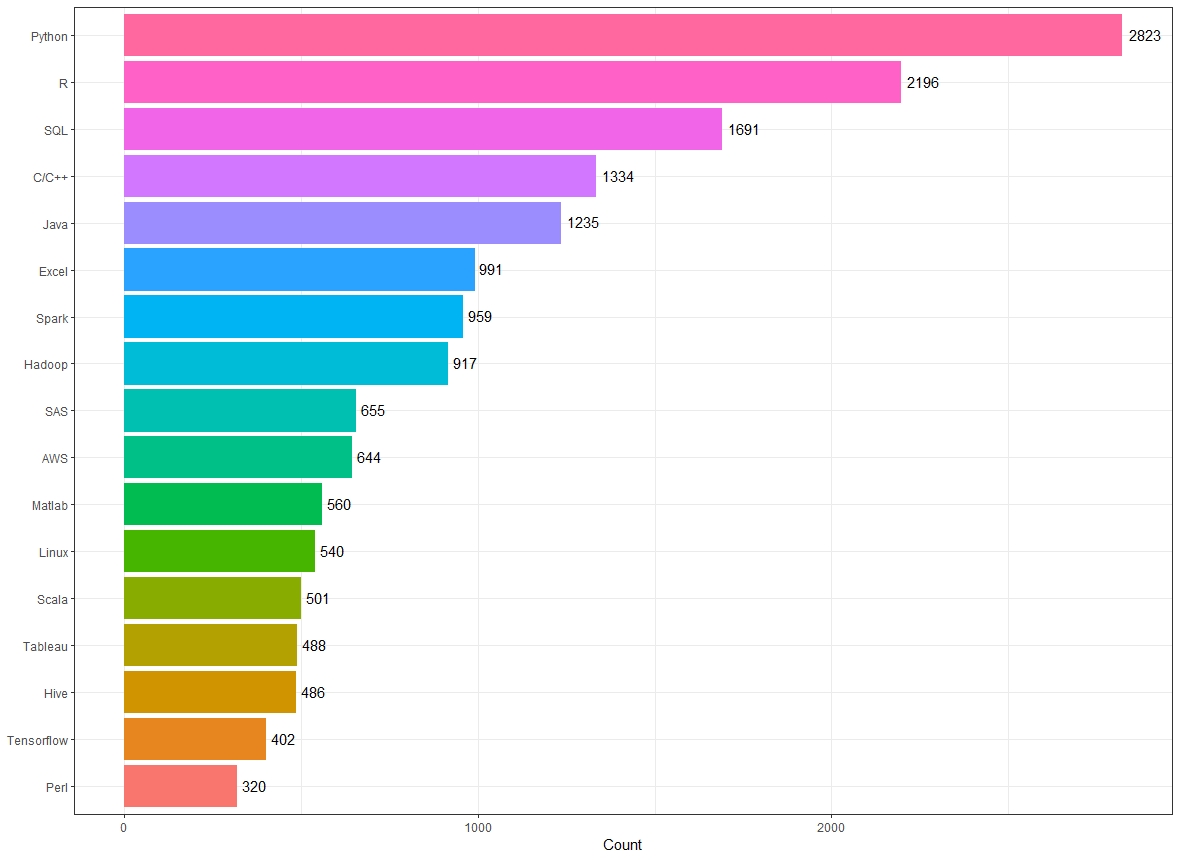 Python 2823
R 2196
SQL 1691
C/C++ 1334
Java 1235
Excel 991
Spark 959
Hadoop 917
SAS 655
AWS 644
Matlab 560
Linux 540
Scala 501
Tableau 488
Hive 486
Tensorflow 402
Perl 320
0 1000 2000
Count